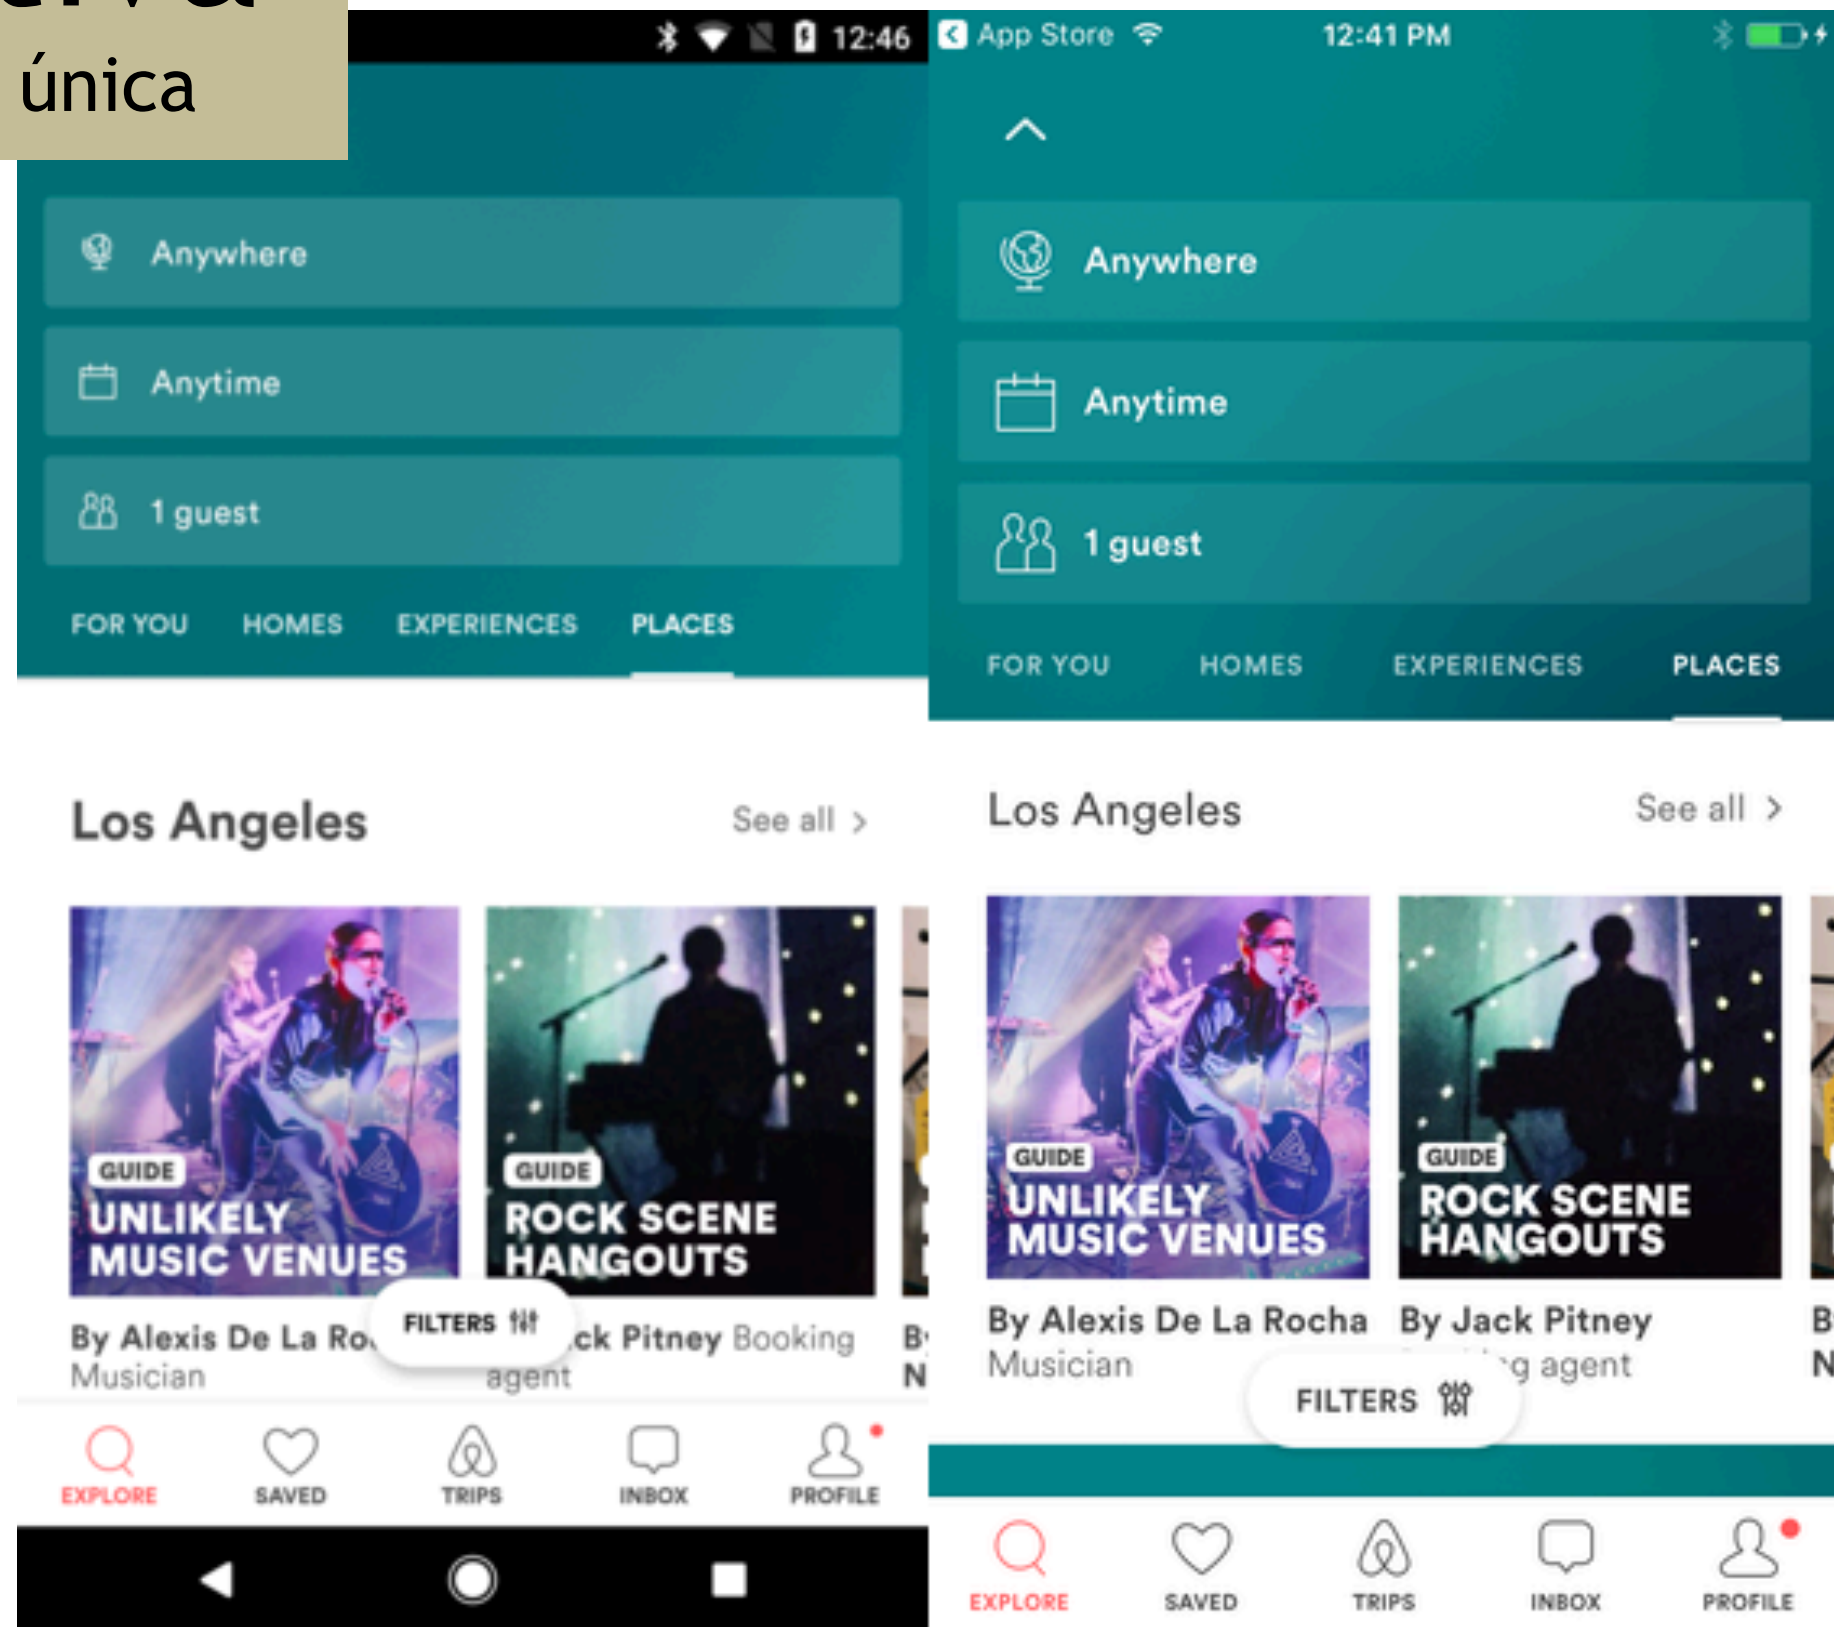 única
12:46
Anywhere
Anytime
1 guest
FOR YOU HOMES EXPERIENCES PLACES
Los Angeles See all >
GUIDE
UNLIKELY
MUSIC VENUES
GUIDE
ROCK SCENE
HANGOUTS
By Alexis De La
Musician
Pitney Booking
agent
FILTERS
EXPLORE SAVED TRIPS INBOX PROFILE
App Store 12:41 PM
Anywhere
Anytime
1 guest
FOR YOU HOMES EXPERIENCES PLACES
Los Angeles See all >
GUIDE
UNLIKELY
MUSIC VENUES
GUIDE
ROCK SCENE
HANGOUTS
By Alexis De La Rocha
Musician
By Jack Pitney
agent
FILTERS
EXPLORE SAVED TRIPS INBOX PROFILE